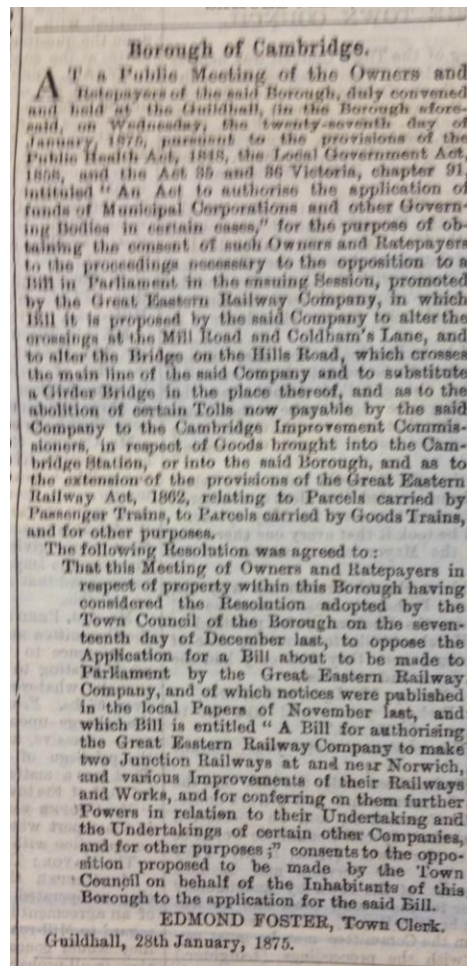 Borough of Cambridge.
AT a Public Meeting of the Owners and
Ratepayers of the said Borough, duly convened
and held at the Guildhall, (in the Borough afore-
said, on Wednesday, the twenty-seventh day of
January, 1875, pursuant to the provisions of the
Public Health Act, 1848, the Local Government Act,
1858, and the Act 35 and 36 Victoria, chapter 91,
intituled "An Act to authorise the application of
funds of Municipal Corporations and other Govern-
ing Bodies in certain cases," for the purpose of ob-
taining the consent of such Owners and Ratepayers
to the proceedings necessary to the opposition to a
Bill in Parliament in the ensuing Session, promoted
by the Great Eastern Railway Company, in which
Bill it is proposed by the said Company to alter the
crossings at the Mill Road and Coldham's Lane, and
to alter the Bridge on the Hills Road, which crosses
the main line of the said Company and to substitute
a Girder Bridge in the place thereof, and as to the
abolition of certain Tolls now payable by the said
Company to the Cambridge Improvement Commis-
sioners, in respect of Goods brought into the Cam-
bridge Station, or into the said Borough, and as to
the extension of the provisions of the Great Eastern
Railway Act, 1862, relating to Parcels carried by
Passenger Trains, to Parcels carried by Goods Trains,
and for other purposes.
The following Resolution was agreed to:
That this Meeting of Owners and Ratepayers in
respect of property within this Borough having
considered the Resolution adopted by the
Town Council of the Borough on the seven-
teenth day of December last, to oppose the
Application for a Bill about to be made to
Parliament by the Great Eastern Railway
Company, and of which notices were published
in the local Papers of November last, and
which Bill is entitled "A Bill for authorising
the Great Eastern Railway Company to make
two Junction Railways at and near Norwich,
and various Improvements of their Railways
and Works, and for conferring on them further
Powers in relation to their Undertaking and
the Undertakings of certain other Companies,
and for other purposes;" consents to the oppo-
sition proposed to be made by the Town
Council on behalf of the Inhabitants of this
Borough to the application for the said Bill.
EDMOND FOSTER, Town Clerk.
Guildhall, 28th January, 1875.